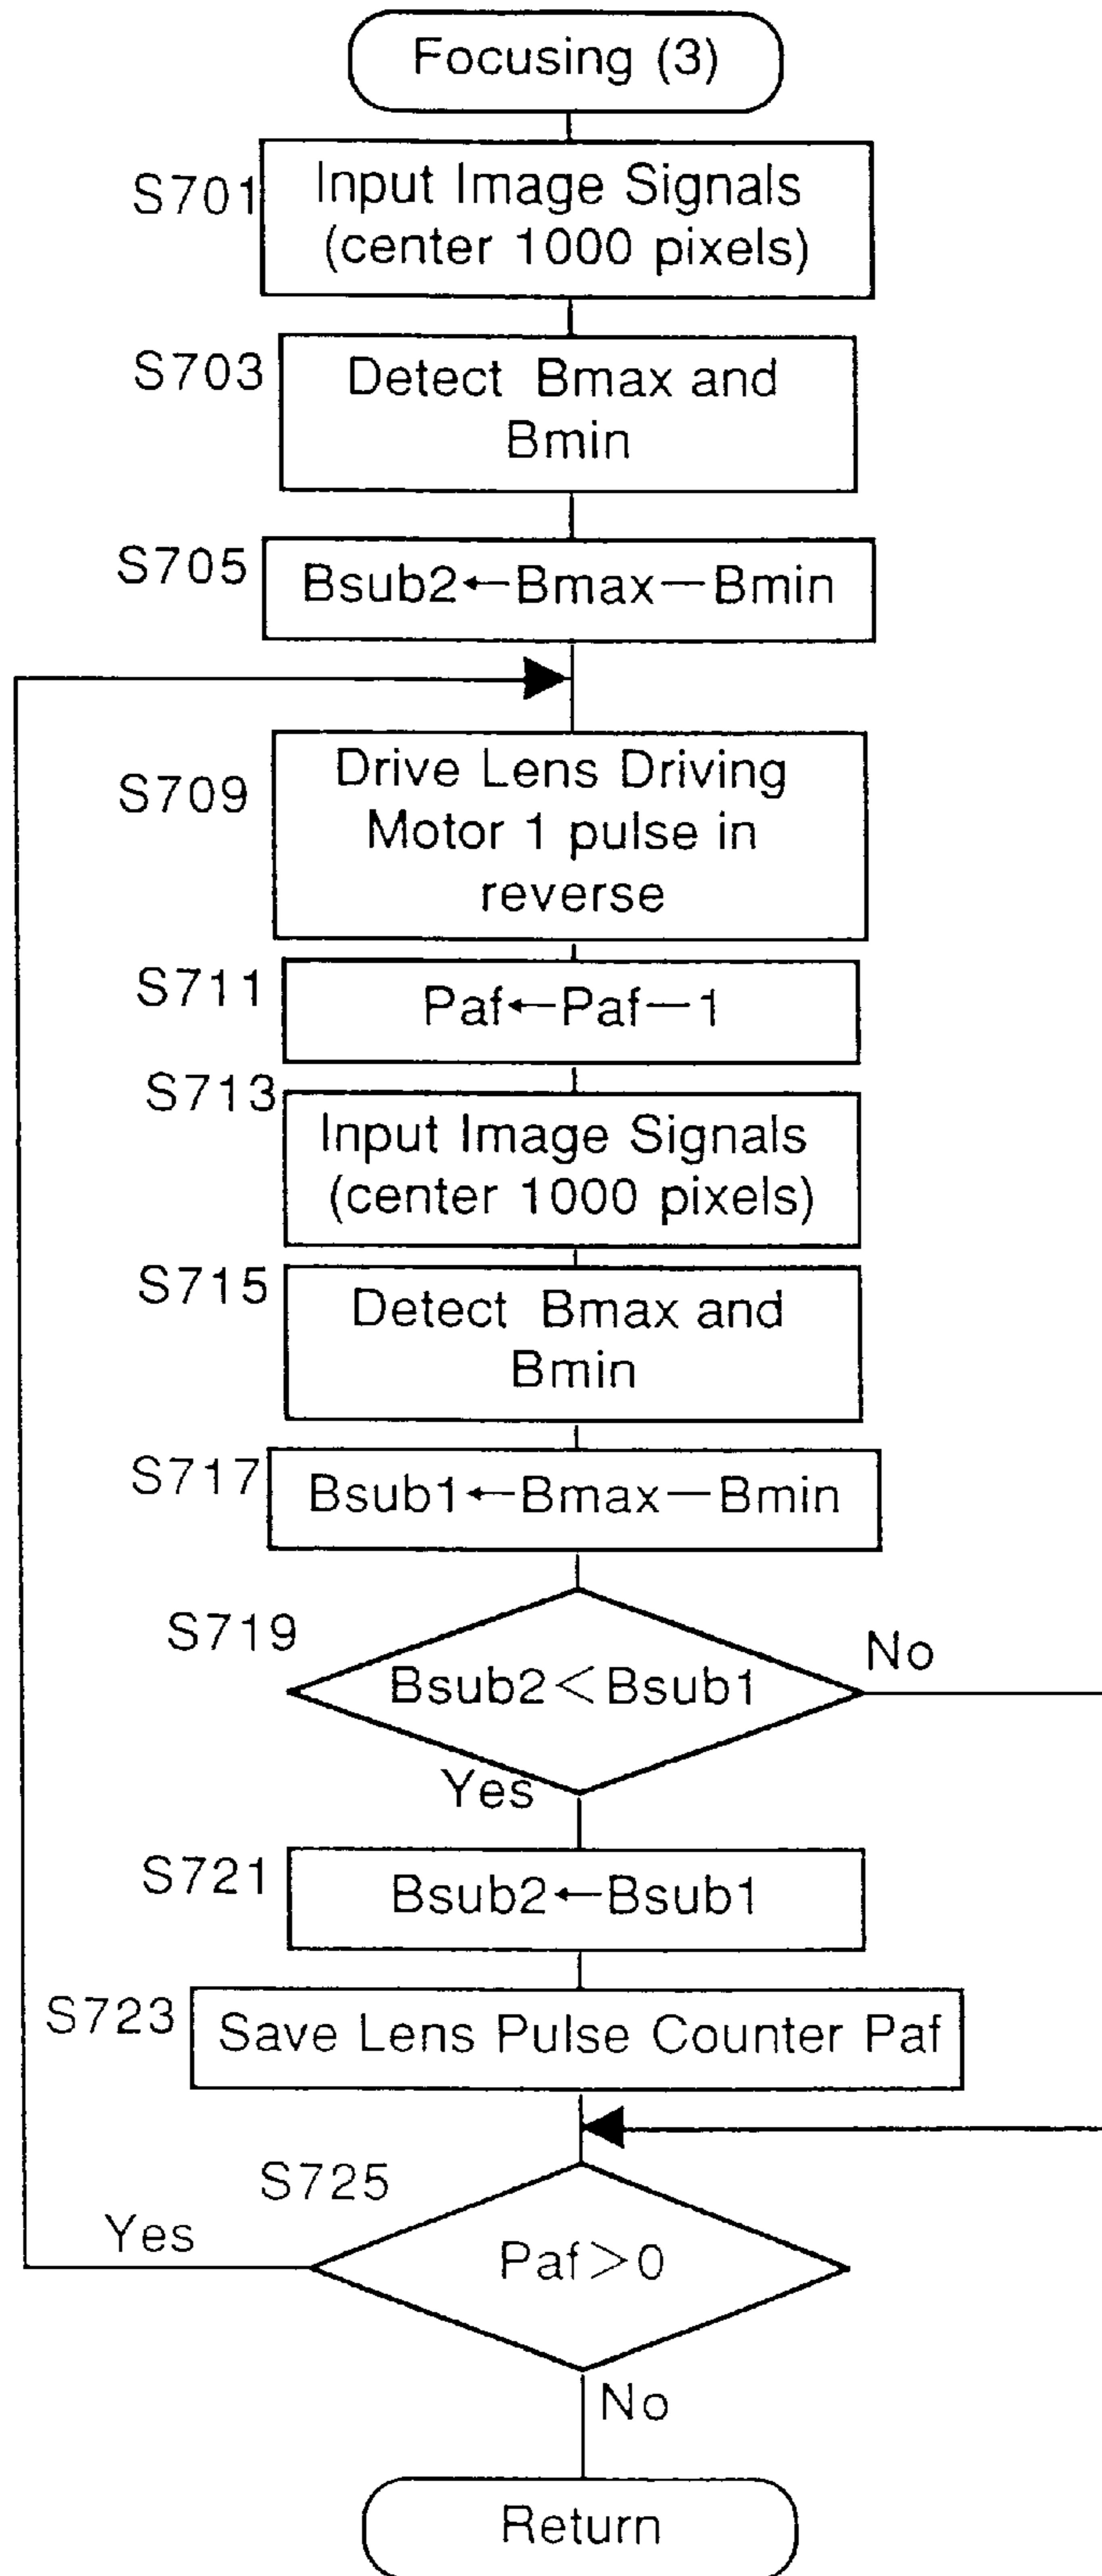 Focusing (3)
S701
Input Image Signals
(center 1000 pixels)
S703
Detect Bmax and
Bmin
S705
Bsub2←Bmax−Bmin
S709
Drive Lens Driving
Motor 1 pulse in
reverse
S711
Paf←Paf−1
S713
Input Image Signals
(center 1000 pixels)
S715
Detect Bmax and
Bmin
S717
Bsub1←Bmax−Bmin
S719
Bsub2<Bsub1
No
Yes
S721
Bsub2←Bsub1
S723
Save Lens Pulse Counter Paf
S725
Yes
Paf>0
No
Return